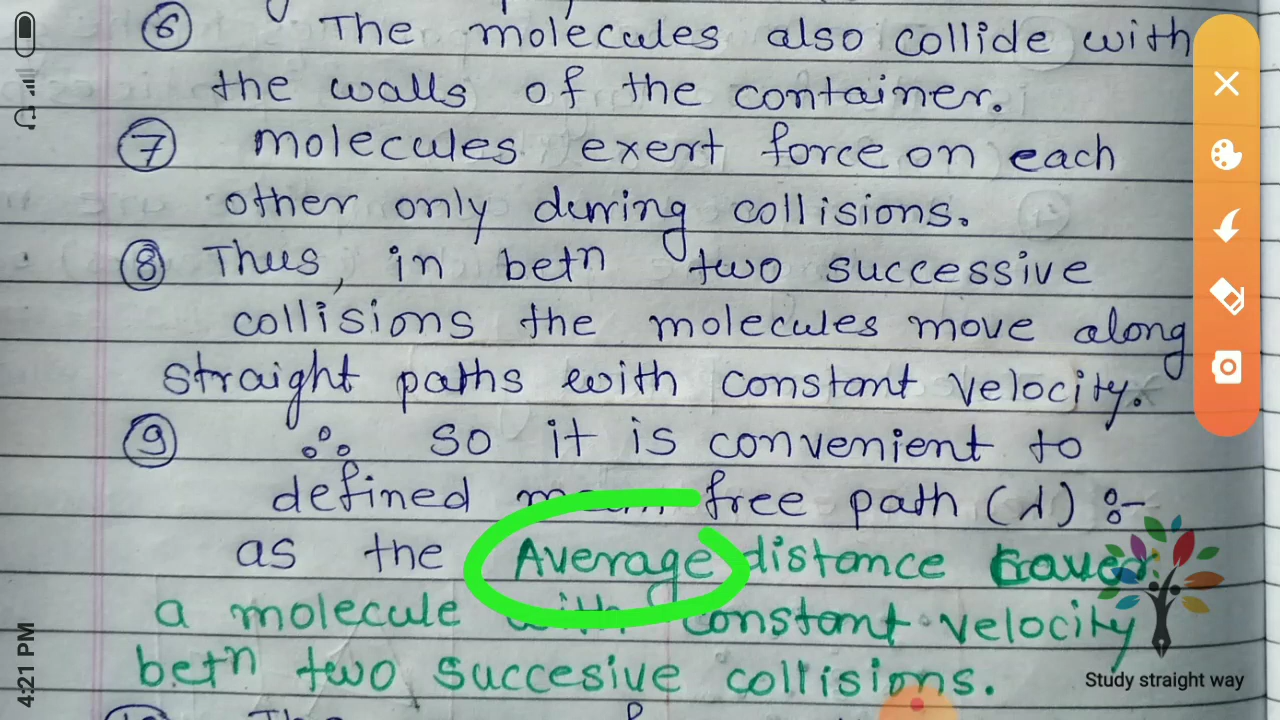 ⑥ The molecules also collide with
the walls of the container.
⑦ molecules exert force on each
other only during collisions.
⑧ Thus, in betn two successive
collisions the molecules move along
straight paths with constant velocity.
⑨ ∴ so it is convenient to
defined mean free path (λ) :-
as the Average distance
a molecule with constant velocity
betn two succesive collisions.
Study straight way
4:21 PM